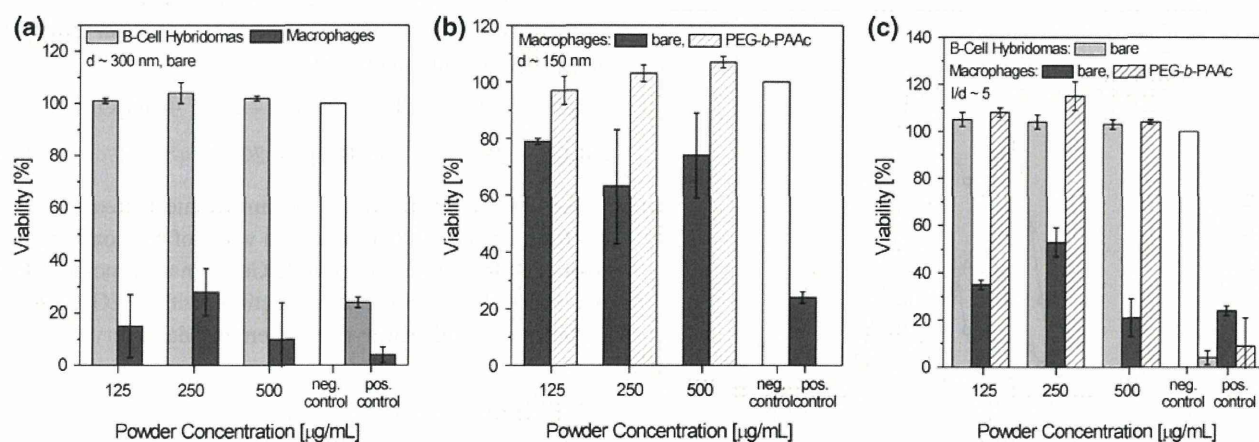 (a)
B-Cell Hybridomas Macrophages
d ~ 300 nm, bare
Viability [%]
120
100
80
60
40
20
0
125 250 500 neg. control pos. control
Powder Concentration [µg/mL]
(b)
Macrophages: bare, PEG-b-PAAc
d ~ 150 nm
Viability [%]
120
100
80
60
40
20
0
125 250 500 neg. control pos. control
Powder Concentration [µg/mL]
(c)
B-Cell Hybridomas: bare
Macrophages: bare, PEG-b-PAAc
l/d ~ 5
Viability [%]
140
120
100
80
60
40
20
0
125 250 500 neg. control pos. control
Powder Concentration [µg/mL]